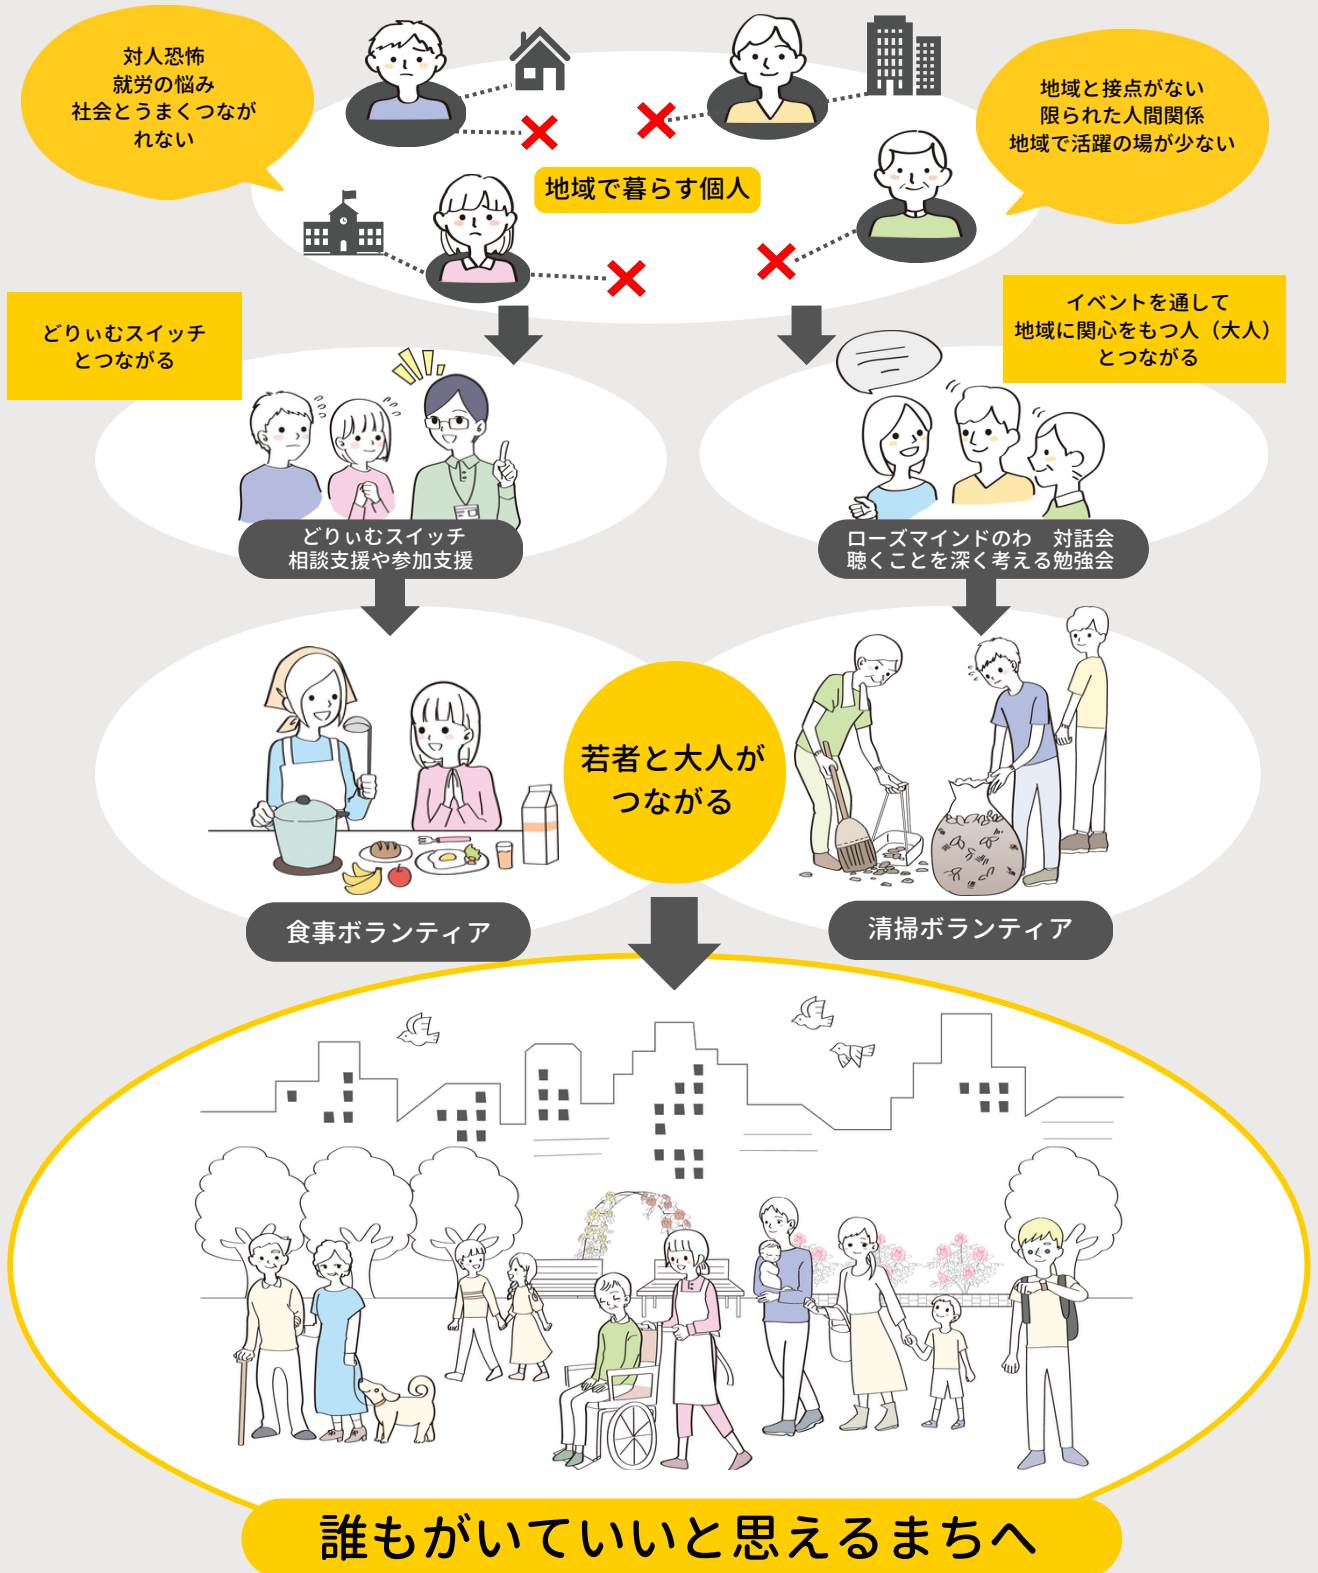 対人恐怖
就労の悩み
社会とうまくつなが
れない
地域と接点がない
限られた人間関係
地域で活躍の場が少ない
地域で暮らす個人
どりぃむスイッチ
とつながる
イベントを通して
地域に関心をもつ人（大人）
とつながる
どりぃむスイッチ
相談支援や参加支援
ローズマインドのわ　対話会
聴くことを深く考える勉強会
若者と大人が
つながる
食事ボランティア
清掃ボランティア
誰もがいていいと思えるまちへ